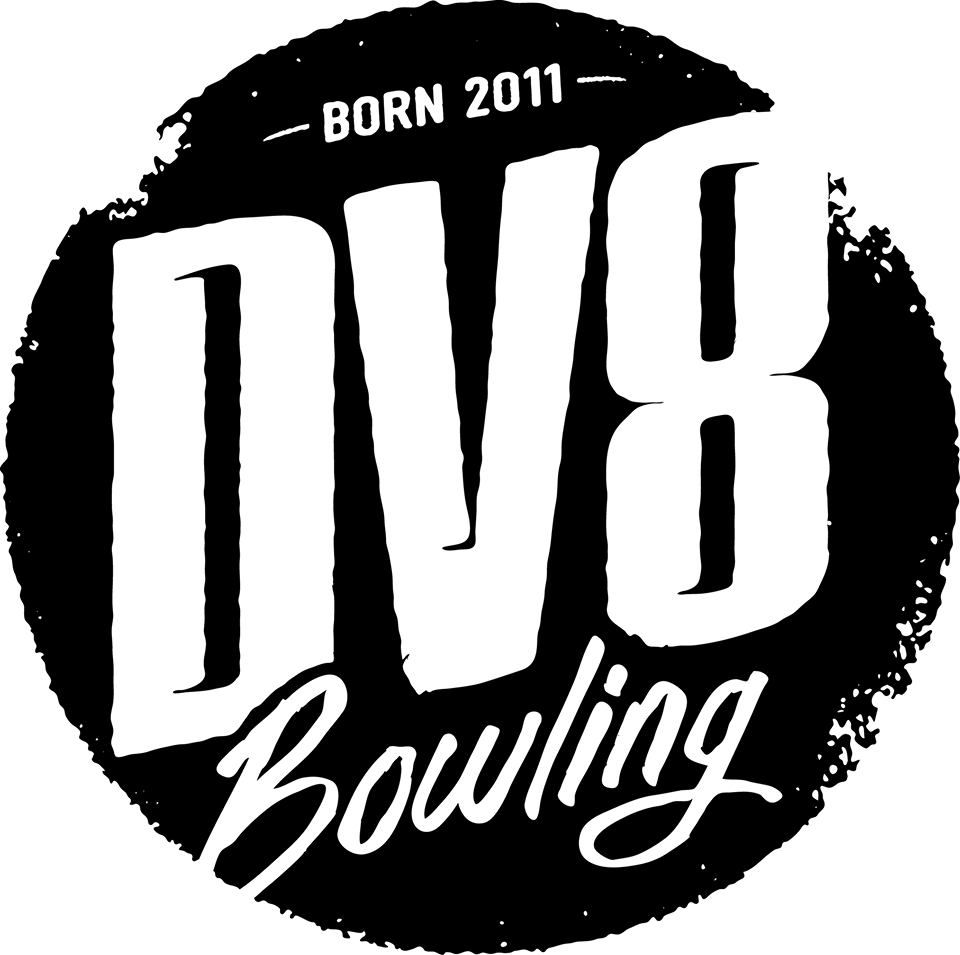 — BORN 2011 —
DV8
Bowling